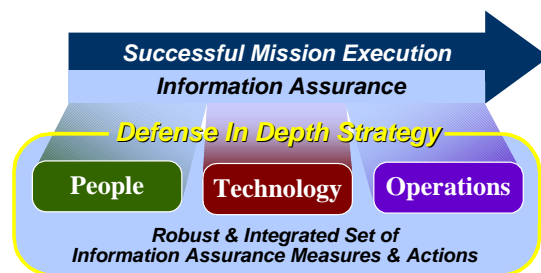 Successful Mission Execution
Information Assurance
Defense In Depth Strategy
People Technology Operations
Robust & Integrated Set of
Information Assurance Measures & Actions